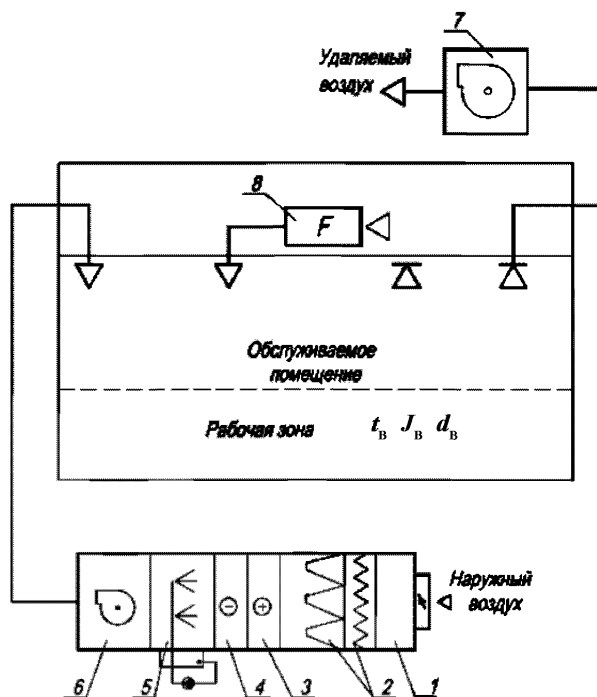 7
Удаляемый
воздух
8
F
Обслуживаемое
помещение
Рабочая зона t_в J_в d_в
Наружный
воздух
6 5 4 3 2 1